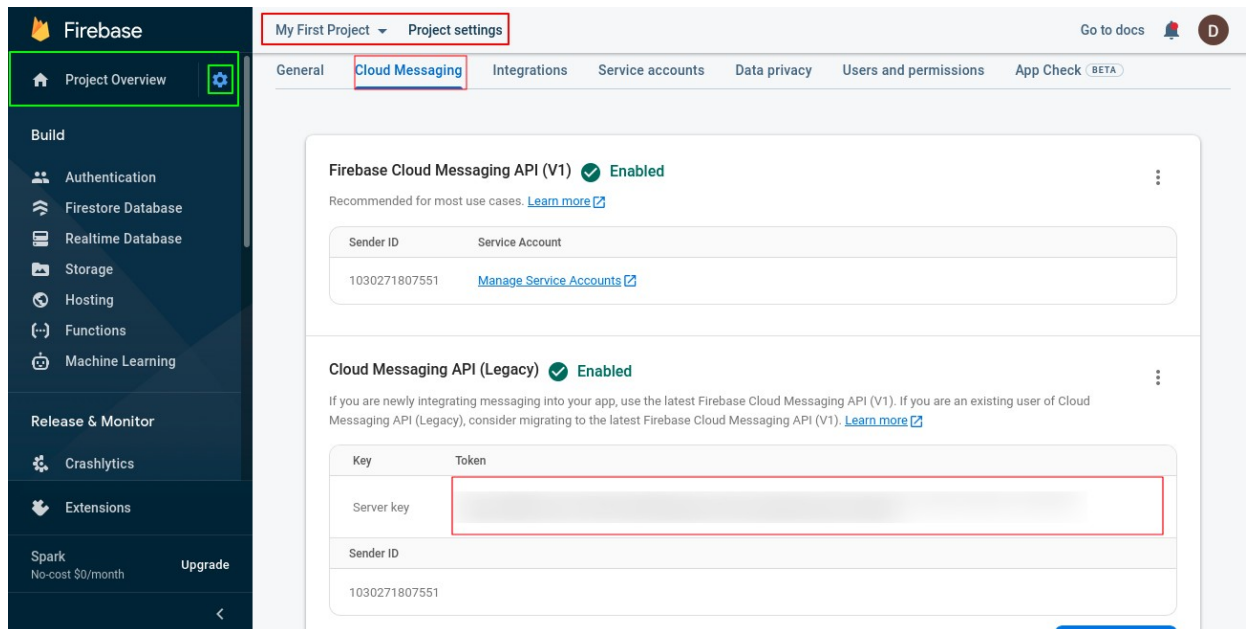 Firebase
My First Project Project settings
Go to docs
D
Project Overview
General Cloud Messaging Integrations Service accounts Data privacy Users and permissions App Check BETA
Build
Authentication
Firestore Database
Realtime Database
Storage
Hosting
Functions
Machine Learning
Release & Monitor
Crashlytics
Extensions
Spark
No-cost $0/month
Upgrade
Firebase Cloud Messaging API (V1) Enabled
Recommended for most use cases. Learn more
Sender ID Service Account
1030271807551 Manage Service Accounts
Cloud Messaging API (Legacy) Enabled
If you are newly integrating messaging into your app, use the latest Firebase Cloud Messaging API (V1). If you are an existing user of Cloud
Messaging API (Legacy), consider migrating to the latest Firebase Cloud Messaging API (V1). Learn more
Key Token
Server key
Sender ID
1030271807551